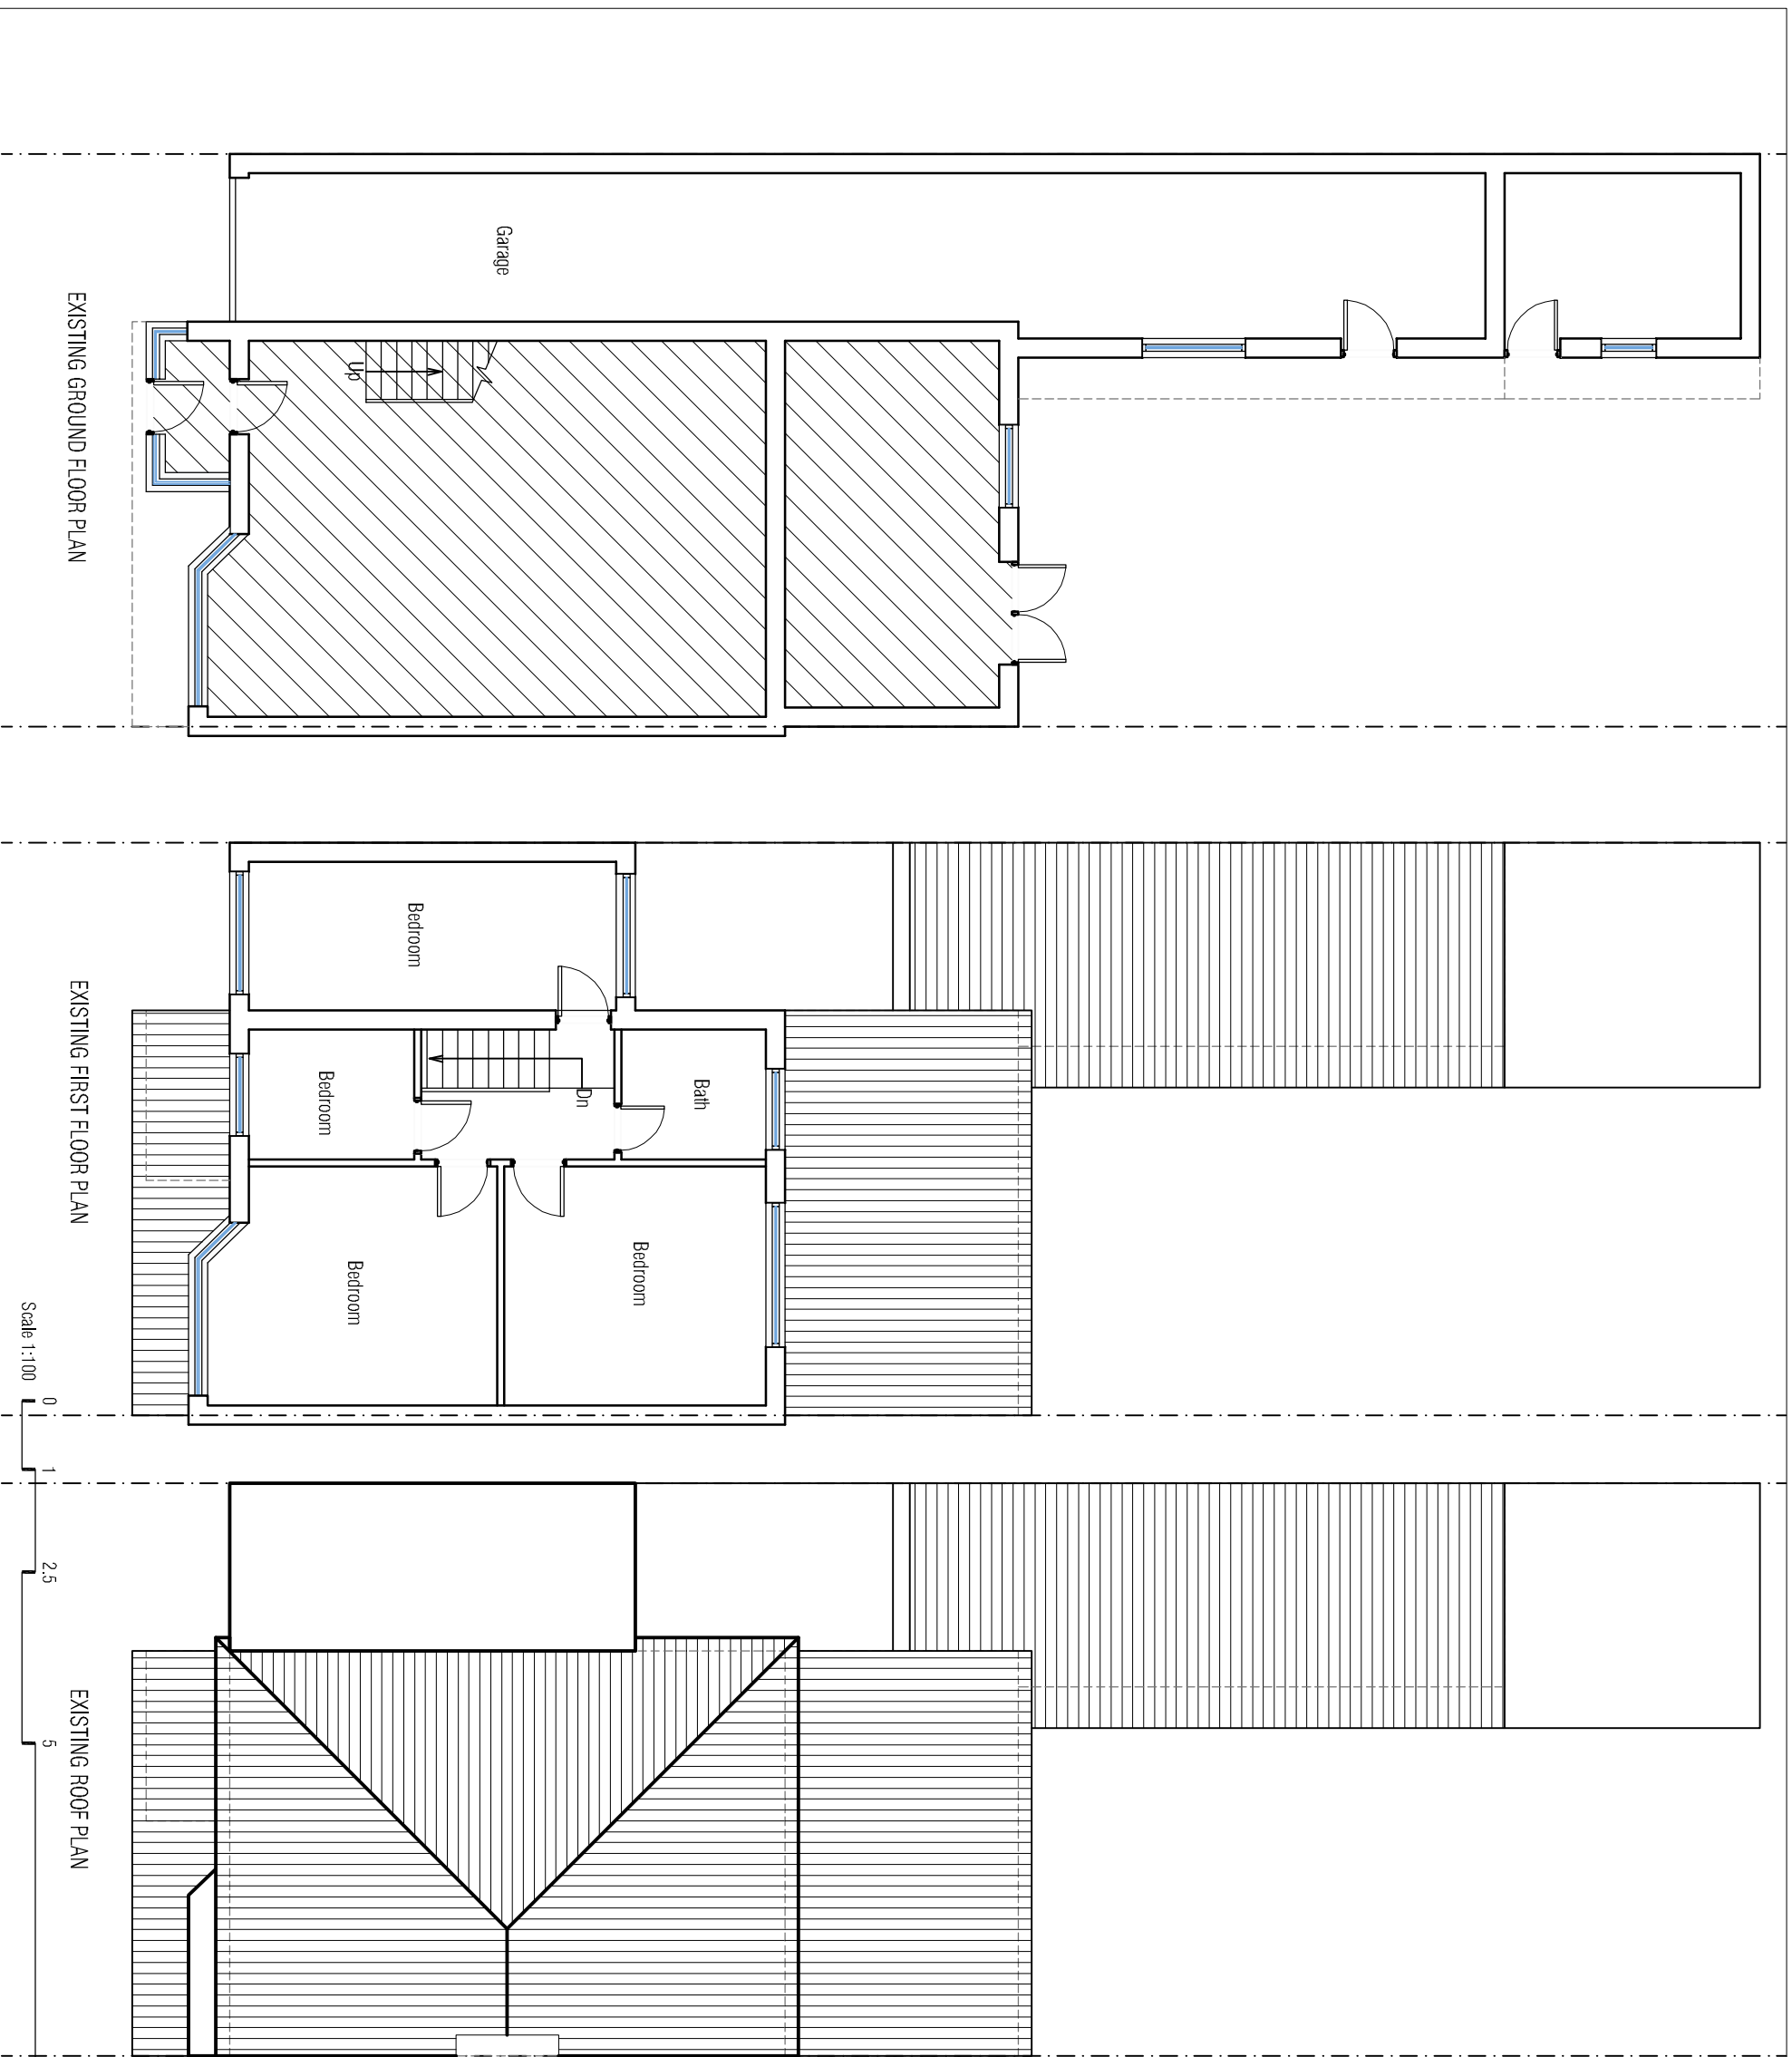 Garage
Up
EXISTING GROUND FLOOR PLAN
Bedroom
Bedroom
Bath
Dn
Bedroom
Bedroom
EXISTING FIRST FLOOR PLAN
EXISTING ROOF PLAN
Scale 1:100
0
1
2.5
5